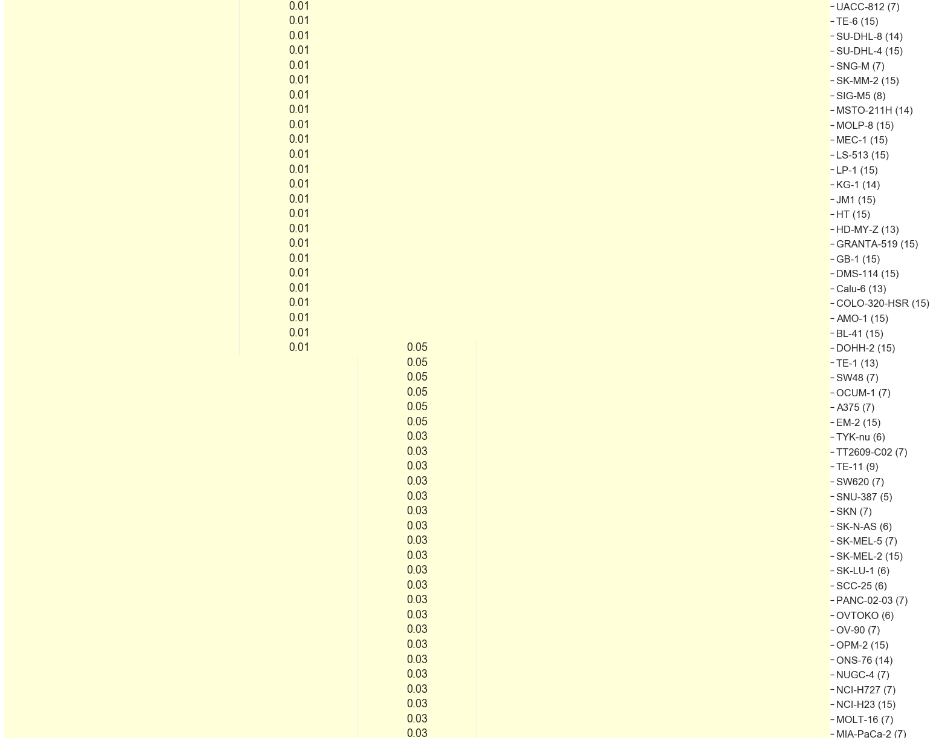 0.01 UACC-812 (7)
0.01 TE-6 (15)
0.01 SU-DHL-8 (14)
0.01 SU-DHL-4 (15)
0.01 SNG-M (7)
0.01 SK-MM-2 (15)
0.01 SIG-M5 (8)
0.01 MSTO-211H (14)
0.01 MOLP-8 (15)
0.01 MEC-1 (15)
0.01 LS-513 (15)
0.01 LP-1 (15)
0.01 KG-1 (14)
0.01 JM1 (15)
0.01 HT (15)
0.01 HD-MY-Z (13)
0.01 GRANTA-519 (15)
0.01 GB-1 (15)
0.01 DMS-114 (15)
0.01 Calu-6 (13)
0.01 COLO-320-HSR (15)
0.01 AMO-1 (15)
0.01 BL-41 (15)
0.01 0.05 DOHH-2 (15)
0.05 TE-1 (13)
0.05 SW48 (7)
0.05 OCUM-1 (7)
0.05 A375 (7)
0.05 EM-2 (15)
0.03 TYK-nu (6)
0.03 TT2609-C02 (7)
0.03 TE-11 (9)
0.03 SW620 (7)
0.03 SNU-387 (5)
0.03 SKN (7)
0.03 SK-N-AS (6)
0.03 SK-MEL-5 (7)
0.03 SK-MEL-2 (15)
0.03 SK-LU-1 (6)
0.03 SCC-25 (6)
0.03 PANC-02-03 (7)
0.03 OVTOKO (6)
0.03 OV-90 (7)
0.03 OPM-2 (15)
0.03 ONS-76 (14)
0.03 NUGC-4 (7)
0.03 NCI-H727 (7)
0.03 NCI-H23 (15)
0.03 MOLT-16 (7)
0.03 MIA-PaCa-2 (7)